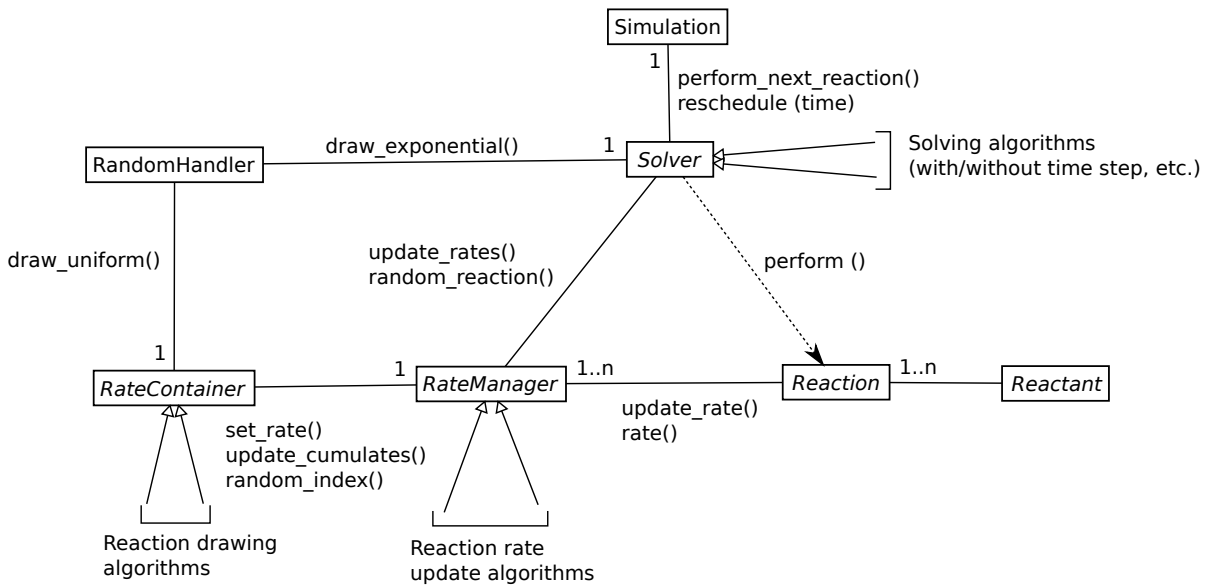 Simulation
1
perform_next_reaction()
reschedule (time)
draw_exponential()
1
RandomHandler
Solver
Solving algorithms
(with/without time step, etc.)
draw_uniform()
update_rates()
random_reaction()
perform ()
1
1
1..n
1..n
RateContainer
RateManager
Reaction
Reactant
set_rate()
update_cumulates()
random_index()
update_rate()
rate()
Reaction drawing
algorithms
Reaction rate
update algorithms